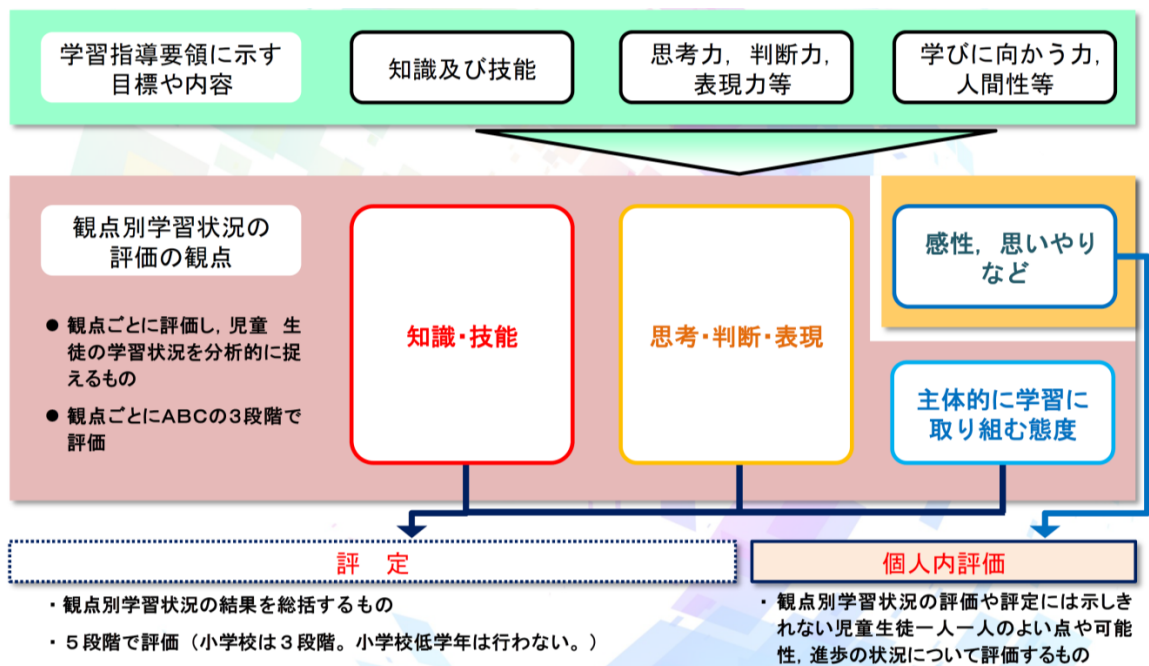 学習指導要領に示す
目標や内容
知識及び技能
思考力，判断力，
表現力等
学びに向かう力，
人間性等
観点別学習状況の
評価の観点
● 観点ごとに評価し，児童　生
徒の学習状況を分析的に捉
えるもの
● 観点ごとにＡＢＣの３段階で
評価
知識・技能
思考・判断・表現
感性，思いやり
など
主体的に学習に
取り組む態度
評　定
・観点別学習状況の結果を総括するもの
・５段階で評価（小学校は３段階。小学校低学年は行わない。）
個人内評価
・観点別学習状況の評価や評定には示しき
れない児童生徒一人一人のよい点や可能
性，進歩の状況について評価するもの